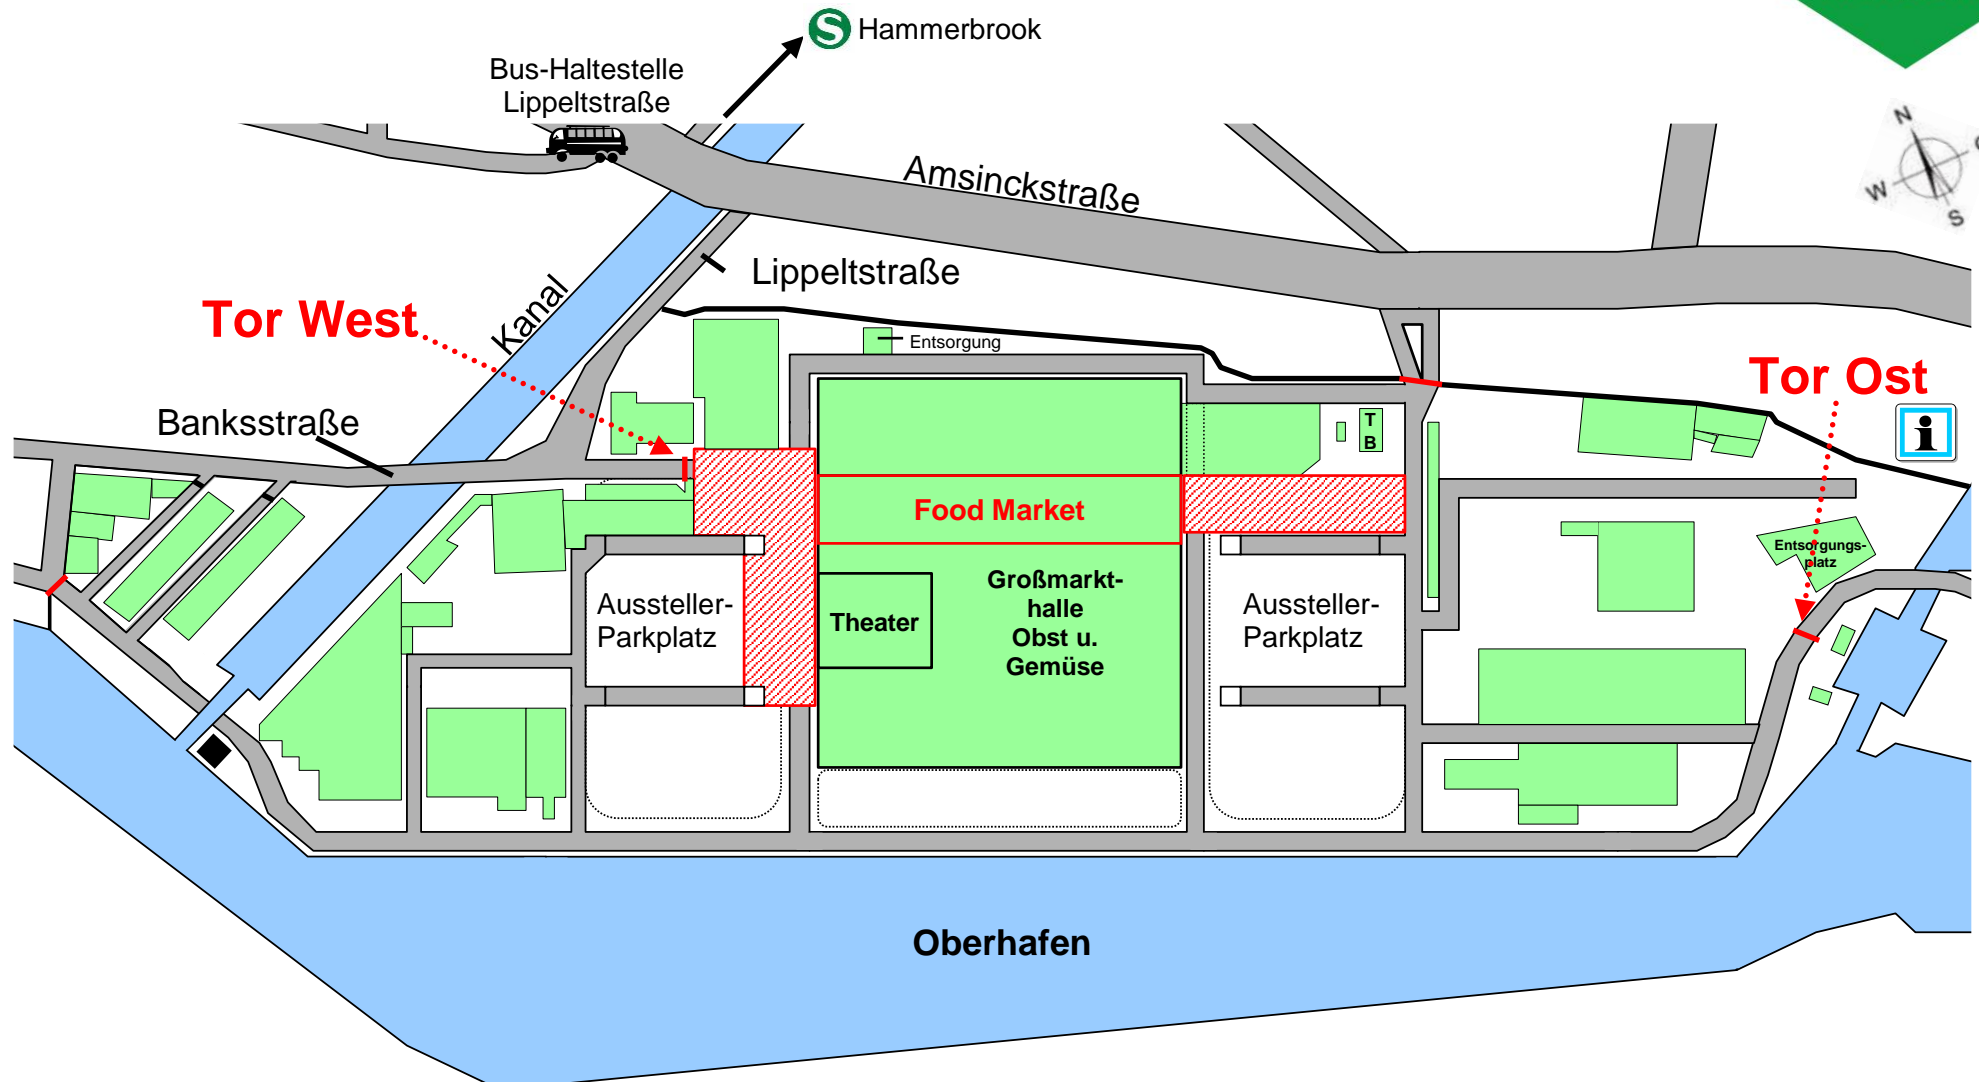 S Hammerbrook
Bus-Haltestelle
Lippeltstraße
N
W
S
Amsinckstraße
Lippeltstraße
Kanal
Tor West
Entsorgung
Tor Ost
i
Banksstraße
T
B
Food Market
Entsorgungs-
platz
Großmarkt-
halle
Obst u.
Gemüse
Aussteller-
Parkplatz
Theater
Aussteller-
Parkplatz
Oberhafen